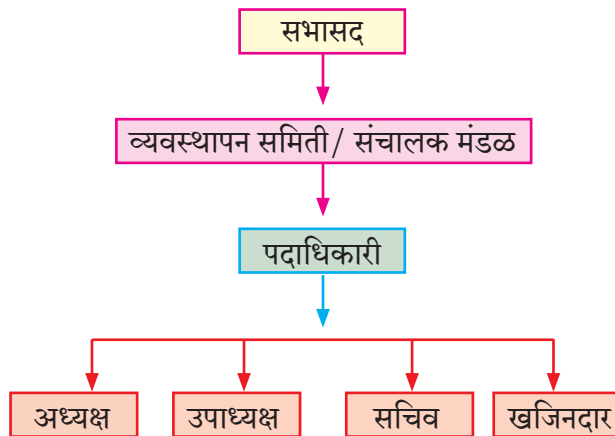 सभासद
व्यवस्थापन समिती/ संचालक मंडळ
पदाधिकारी
अध्यक्ष
उपाध्यक्ष
सचिव
खजिनदार